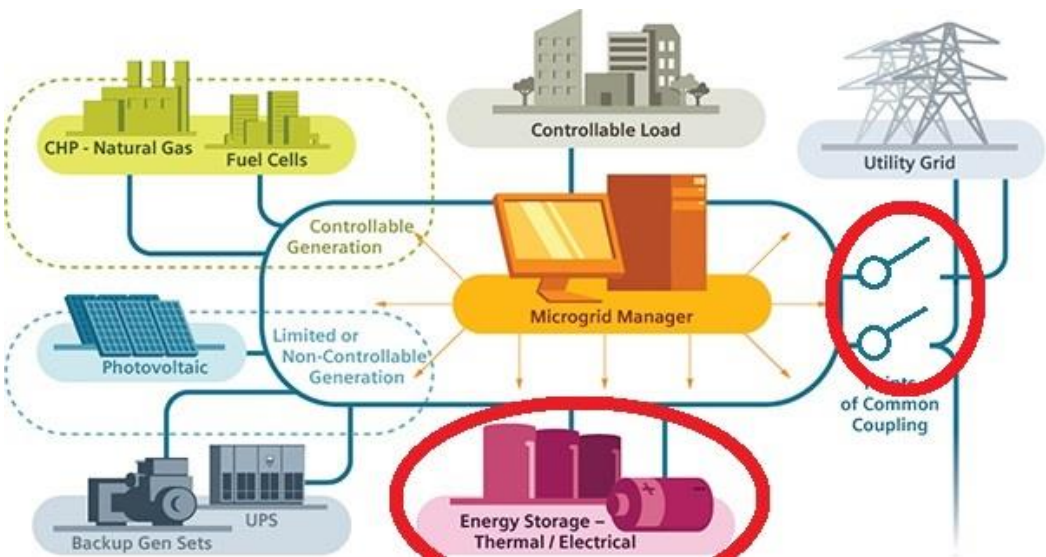 CHP - Natural Gas
Fuel Cells
Controllable Load
Utility Grid
Controllable
Generation
Microgrid Manager
Photovoltaic
Limited or
Non-Controllable
Generation
Points
of Common
Coupling
Backup Gen Sets
UPS
Energy Storage –
Thermal / Electrical